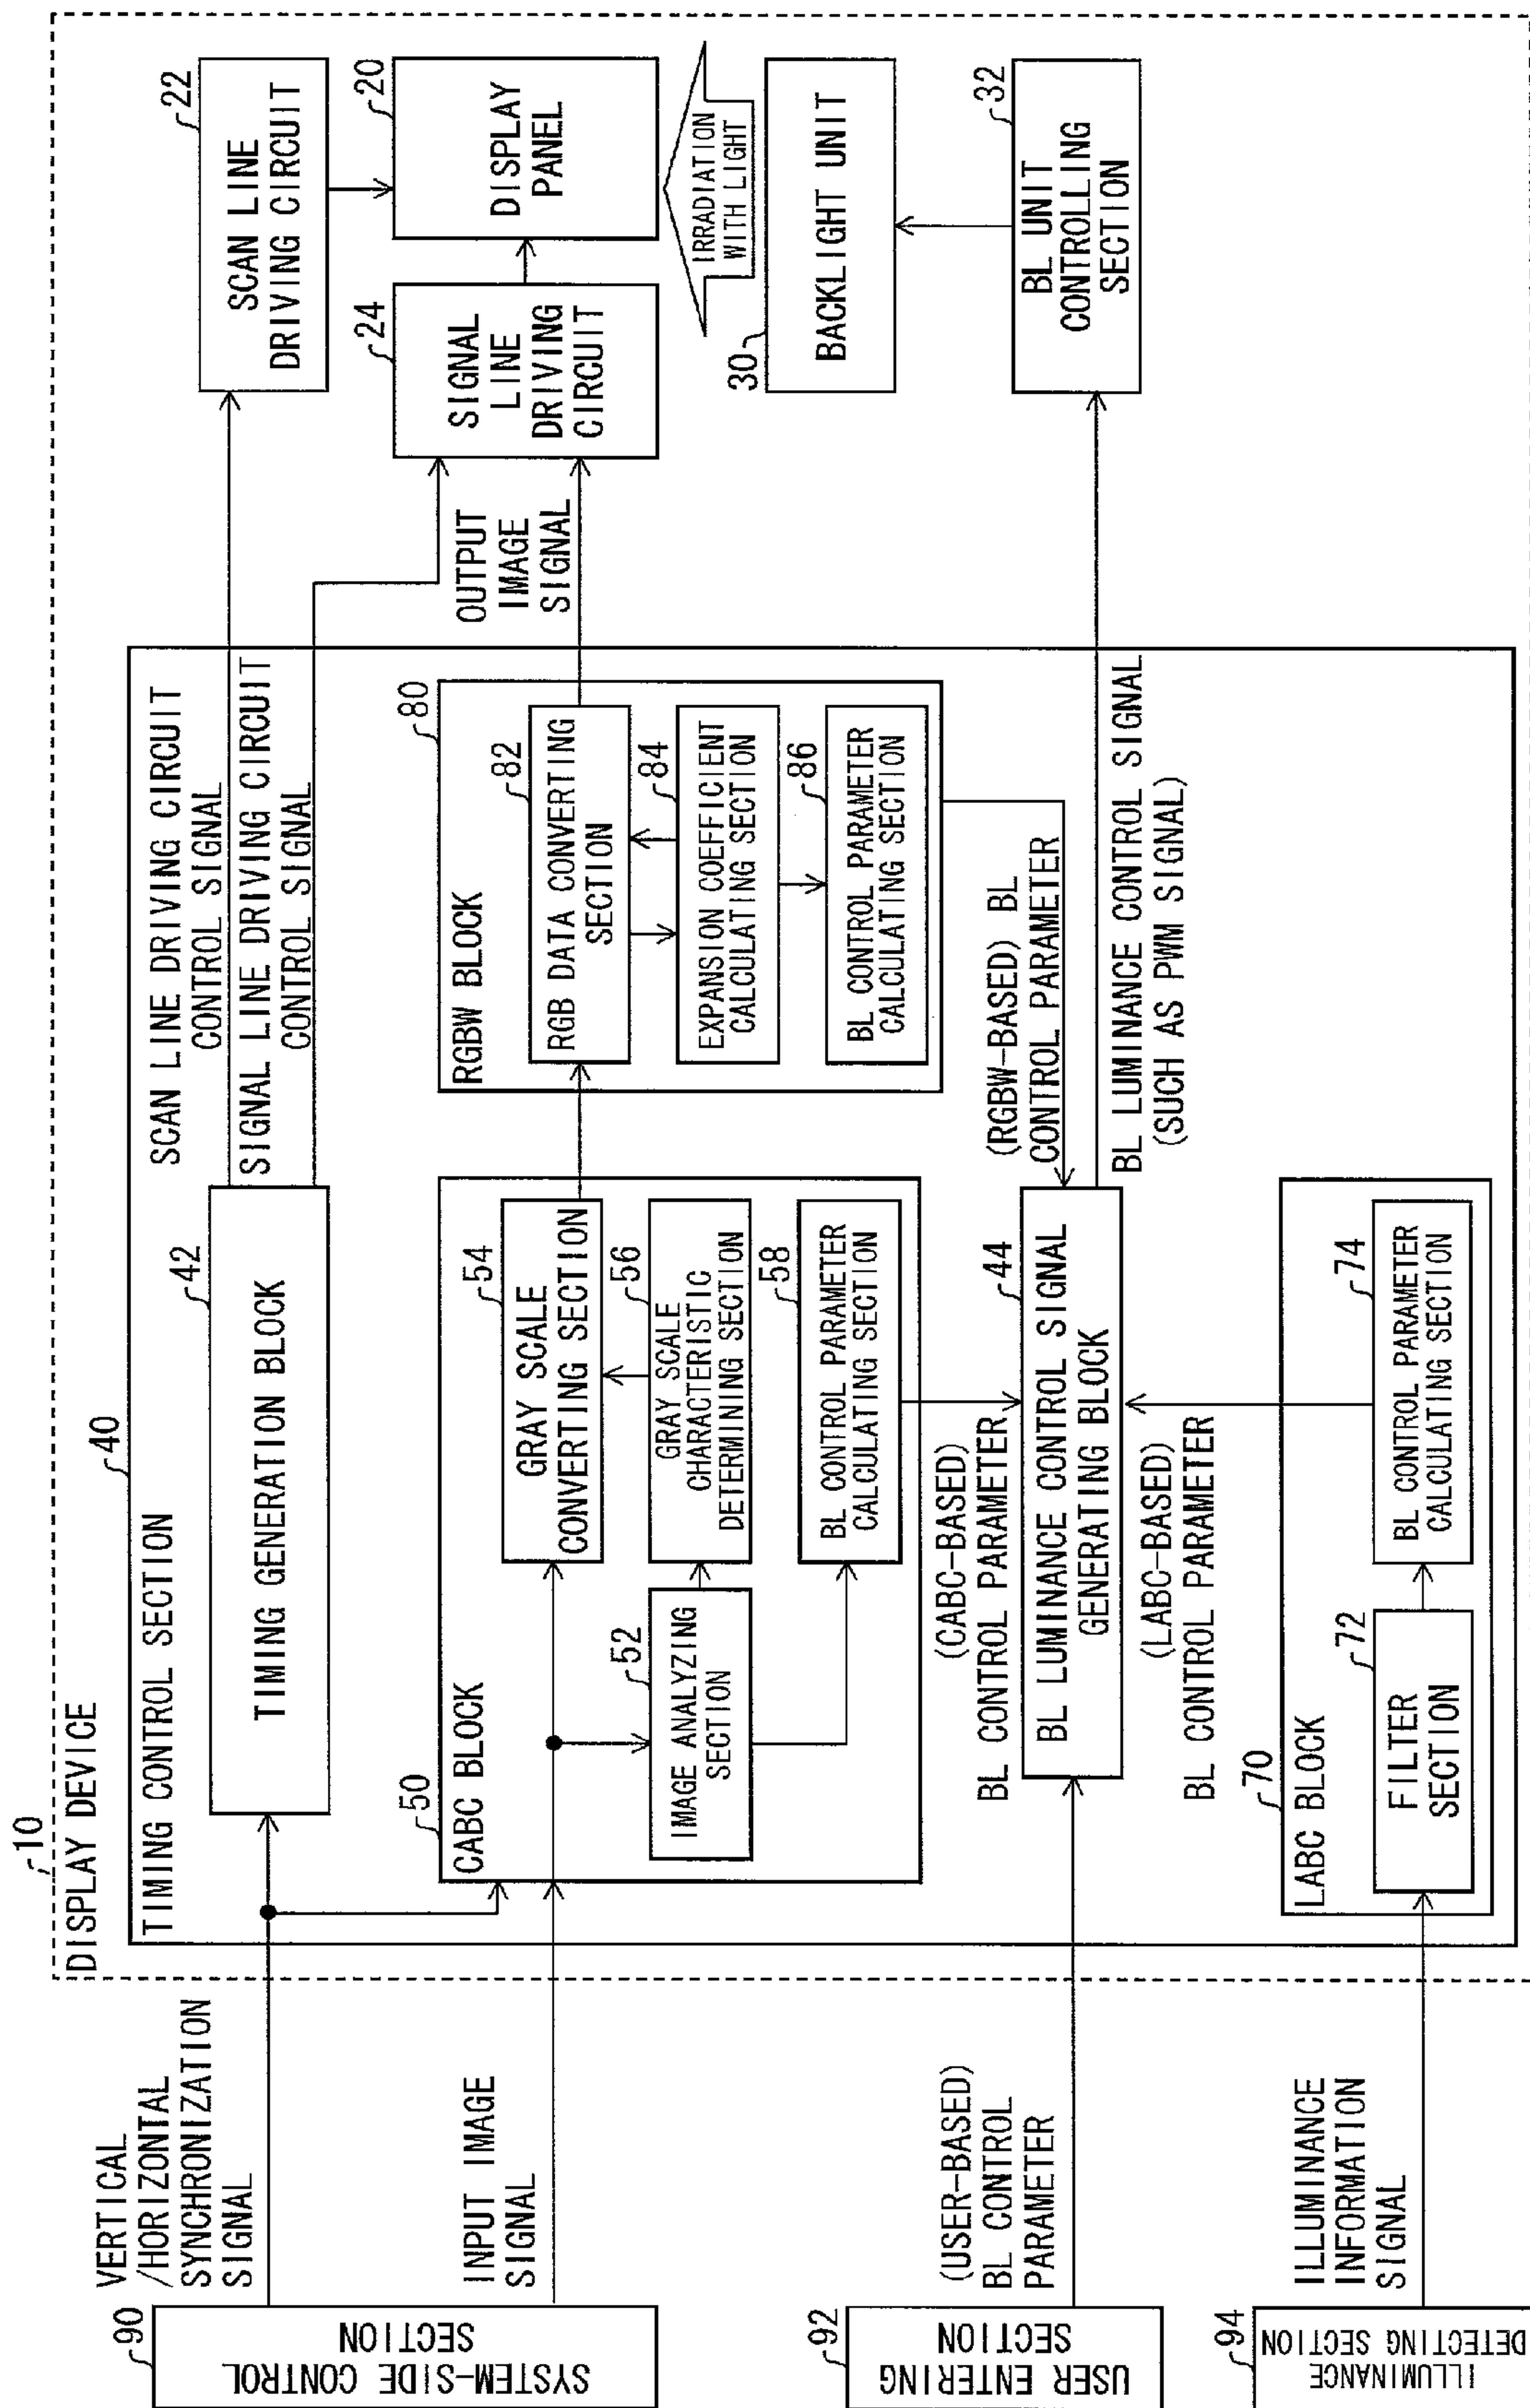 10
DISPLAY DEVICE
40
TIMING CONTROL SECTION
90
SYSTEM-SIDE CONTROL
SECTION
VERTICAL
/HORIZONTAL
SYNCHRONIZATION
SIGNAL
INPUT IMAGE
SIGNAL
92
USER ENTERING
SECTION
(USER-BASED)
BL CONTROL
PARAMETER
94
ILLUMINANCE
DETECTING SECTION
ILLUMINANCE
INFORMATION
SIGNAL
42
TIMING GENERATION BLOCK
SCAN LINE DRIVING CIRCUIT
CONTROL SIGNAL
SIGNAL LINE DRIVING CIRCUIT
CONTROL SIGNAL
50
CABC BLOCK
52
IMAGE ANALYZING
SECTION
54
GRAY SCALE
CONVERTING SECTION
56
GRAY SCALE
CHARACTERISTIC
DETERMINING SECTION
58
BL CONTROL PARAMETER
CALCULATING SECTION
(CABC-BASED)
BL CONTROL PARAMETER
44
BL LUMINANCE CONTROL SIGNAL
GENERATING BLOCK
(LABC-BASED)
BL CONTROL PARAMETER
70
LABC BLOCK
72
FILTER
SECTION
74
BL CONTROL PARAMETER
CALCULATING SECTION
80
RGBW BLOCK
82
RGB DATA CONVERTING
SECTION
84
EXPANSION COEFFICIENT
CALCULATING SECTION
86
BL CONTROL PARAMETER
CALCULATING SECTION
(RGBW-BASED) BL
CONTROL PARAMETER
BL LUMINANCE CONTROL SIGNAL
(SUCH AS PWM SIGNAL)
OUTPUT
IMAGE
SIGNAL
22
SCAN LINE
DRIVING CIRCUIT
24
SIGNAL
LINE
DRIVING
CIRCUIT
20
DISPLAY
PANEL
IRRADIATION
WITH LIGHT
30
BACKLIGHT UNIT
32
BL UNIT
CONTROLLING
SECTION